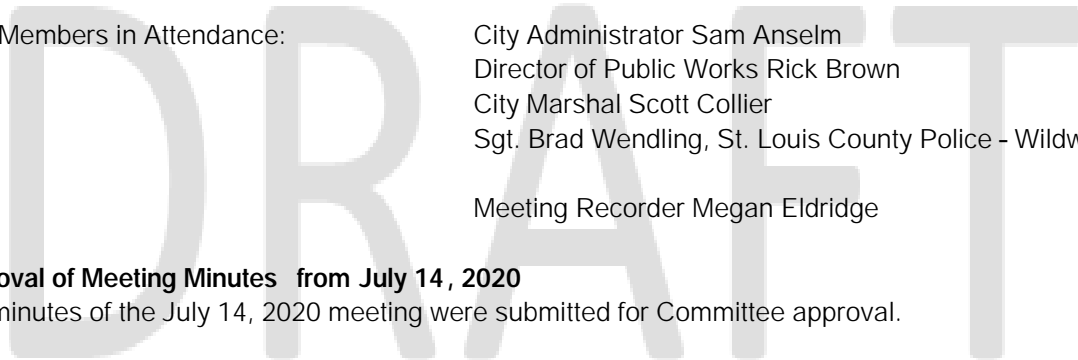 DRAFT
Members in Attendance: City Administrator Sam Anselm
Director of Public Works Rick Brown
City Marshal Scott Collier
Sgt. Brad Wendling, St. Louis County Police – 
Meeting Recorder Megan Eldridge
of Meeting Minutes from July 14, 2020
minutes of the July 14, 2020 meeting were submitted for Committee approval.